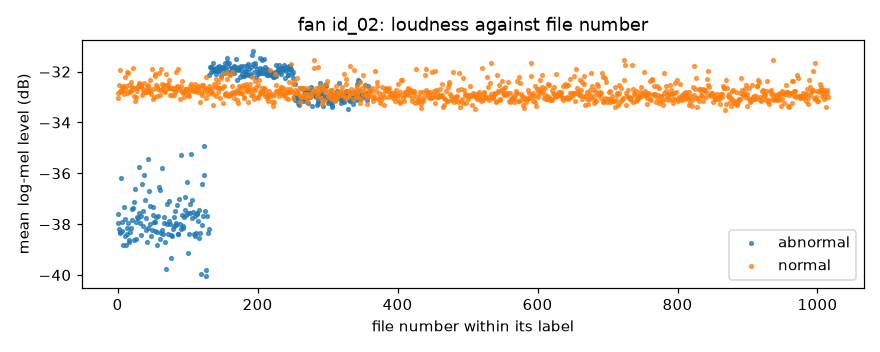 fan id_02: loudness against file number
mean log-mel level (dB)
−32
−34
−36
−38
−40
0
200
400
600
800
1000
file number within its label
abnormal
normal